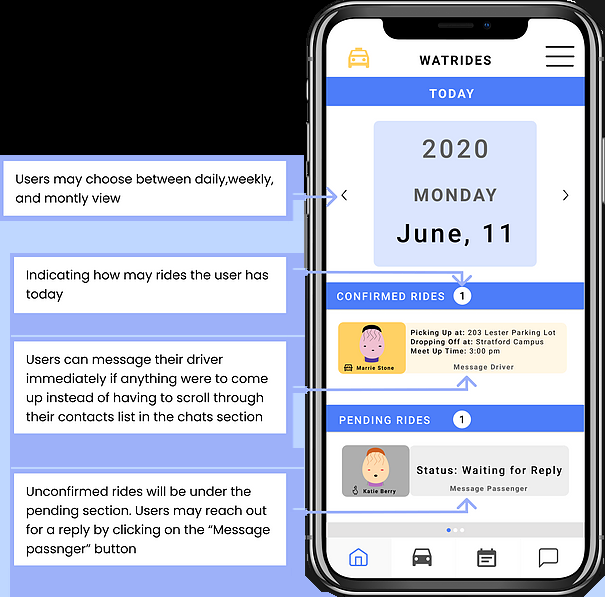 WATRIDES
TODAY
2020
MONDAY
June, 11
Users may choose between daily,weekly,
and montly view
Indicating how may rides the user has
today
CONFIRMED RIDES 1
Picking Up at: 203 Lester Parking Lot
Dropping Off at: Stratford Campus
Meet Up Time: 3:00 pm
Marrie Stone
Message Driver
Users can message their driver
immediately if anything were to come
up instead of having to scroll through
their contacts list in the chats section
PENDING RIDES 1
Status: Waiting for Reply
Katie Berry
Message Passenger
Unconfirmed rides will be under the
pending section. Users may reach out
for a reply by clicking on the “Message
passnger” button